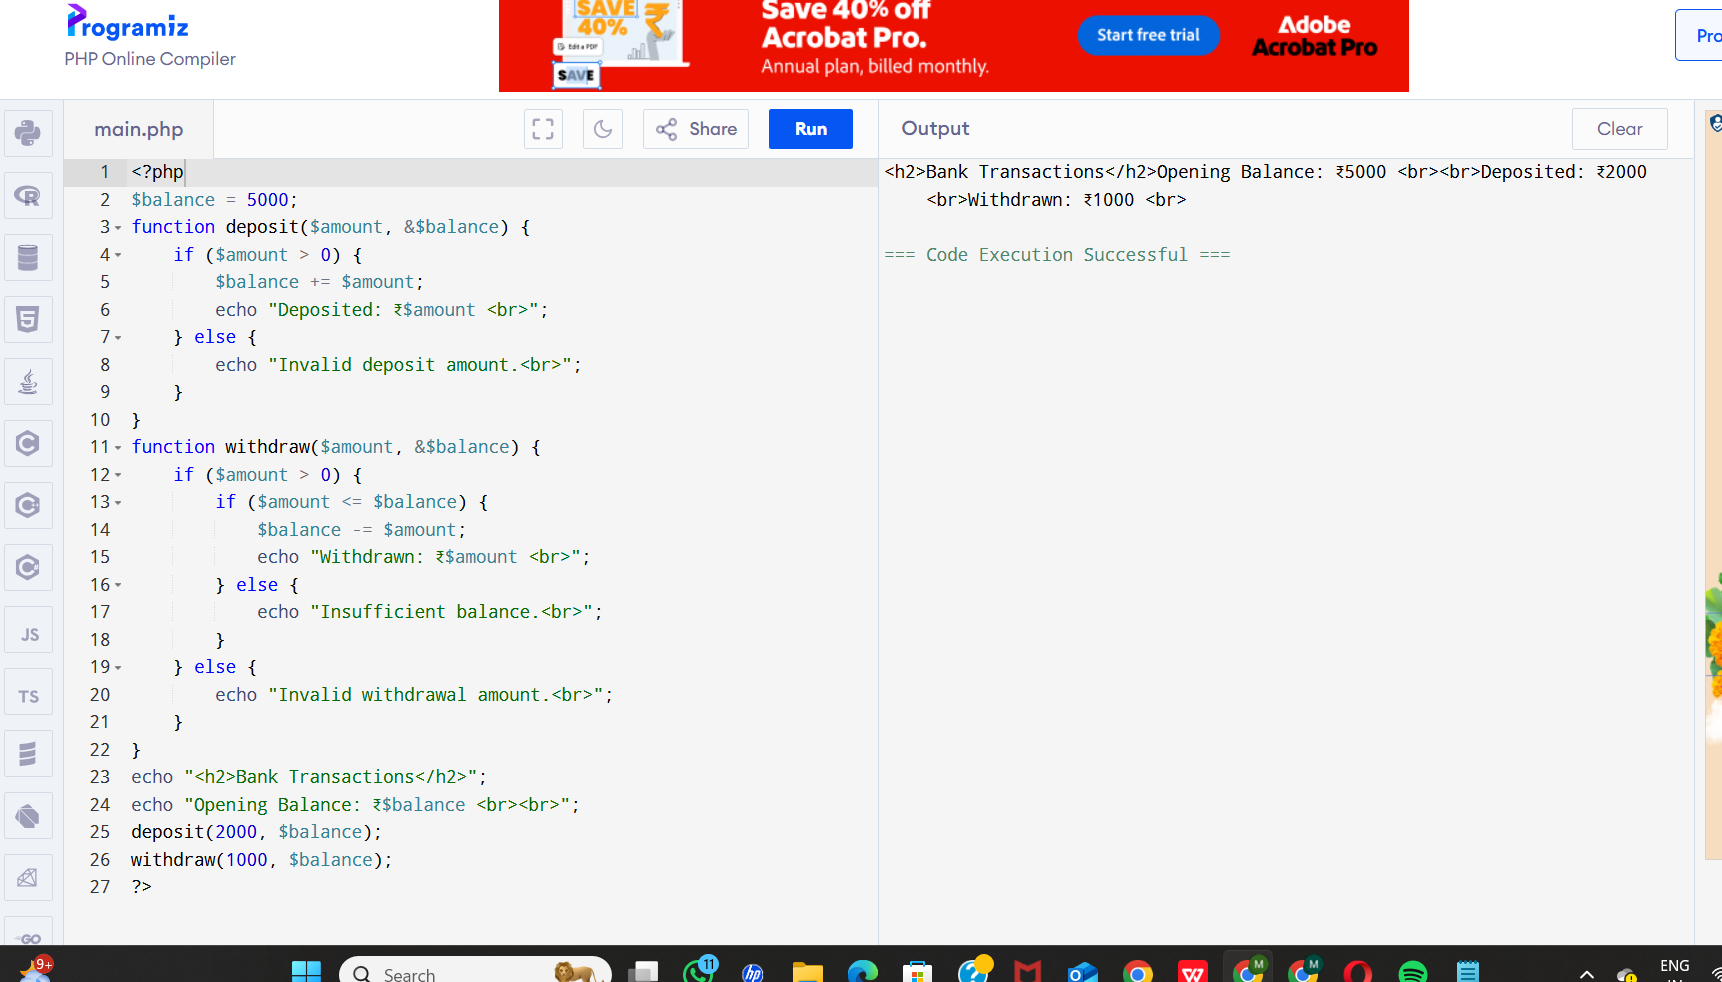 Programiz
PHP Online Compiler
SAVE
40%
Edit a PDF
SAVE
Save 40% off
Acrobat Pro.
Annual plan, billed monthly.
Start free trial
Adobe
Acrobat Pro
Pro
main.php
Share
Run
Output
Clear
1 <?php
2 $balance = 5000;
3 function deposit($amount, &$balance) {
4     if ($amount > 0) {
5         $balance += $amount;
6         echo "Deposited: ₹$amount <br>";
7     } else {
8         echo "Invalid deposit amount.<br>";
9     }
10 }
11 function withdraw($amount, &$balance) {
12     if ($amount > 0) {
13         if ($amount <= $balance) {
14             $balance -= $amount;
15             echo "Withdrawn: ₹$amount <br>";
16         } else {
17             echo "Insufficient balance.<br>";
18         }
19     } else {
20         echo "Invalid withdrawal amount.<br>";
21     }
22 }
23 echo "<h2>Bank Transactions</h2>";
24 echo "Opening Balance: ₹$balance <br><br>";
25 deposit(2000, $balance);
26 withdraw(1000, $balance);
27 ?>
<h2>Bank Transactions</h2>Opening Balance: ₹5000 <br><br>Deposited: ₹2000
<br>Withdrawn: ₹1000 <br>
=== Code Execution Successful ===
R
5
C
C
C#
JS
TS
GO
9+
Search
11
hp
W
M
M
ENG